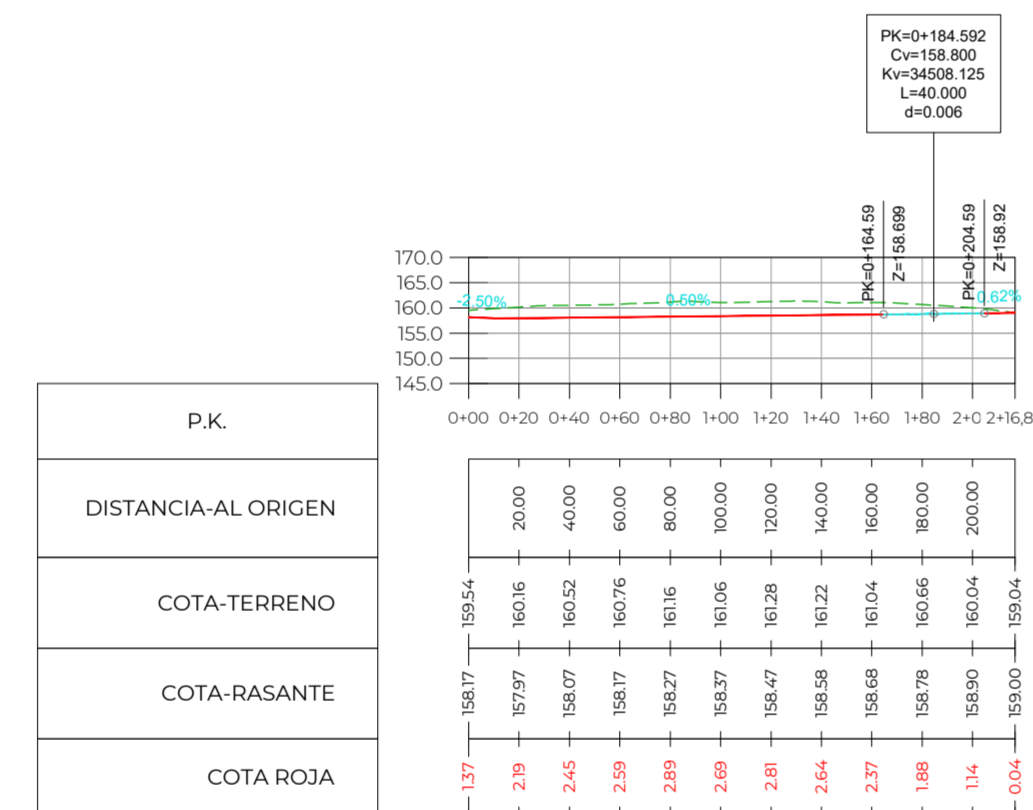 PK=0+184.592
Cv=158.800
Kv=34508.125
L=40.000
d=0.006
PK=0+164.59
Z=158.699
PK=0+204.59
Z=158.92
170.0
165.0
160.0
155.0
150.0
145.0
-2.50%
0.50%
0.62%
0+00 0+20 0+40 0+60 0+80 1+00 1+20 1+40 1+60 1+80 2+0 2+16,8
P.K.
DISTANCIA-AL ORIGEN
20.00 40.00 60.00 80.00 100.00 120.00 140.00 160.00 180.00 200.00
COTA-TERRENO
159.54 160.16 160.52 160.76 161.16 161.06 161.28 161.22 161.04 160.66 160.04 159.04
COTA-RASANTE
158.17 157.97 158.07 158.17 158.27 158.37 158.47 158.58 158.68 158.78 158.90 159.00
COTA ROJA
1.37 2.19 2.45 2.59 2.89 2.69 2.81 2.64 2.37 1.88 1.14 0.04